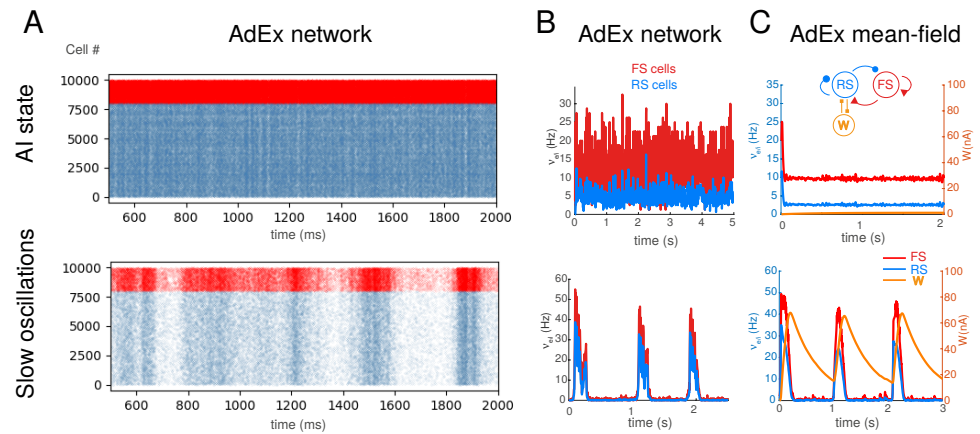 A
AdEx network
Cell #
AI state
10000
7500
5000
2500
0
600 800 1000 1200 1400 1600 1800 2000
time (ms)
Slow oscillations
10000
7500
5000
2500
0
600 800 1000 1200 1400 1600 1800 2000
time (ms)
B
AdEx network
FS cells
RS cells
νe/i (Hz)
35
30
25
20
15
10
5
0
0 1 2 3 4 5
time (s)
νe/i (Hz)
60
50
40
30
20
10
0
0 1 2
time (s)
C
AdEx mean-field
RS
FS
W
νe/i (Hz)
35
30
25
20
15
10
5
0
W(nA)
100
80
60
40
20
0
1 2
time (s)
FS
RS
W
νe/i (Hz)
60
50
40
30
20
10
0
W(nA)
100
80
60
40
20
0
0 1 2 3
time (s)